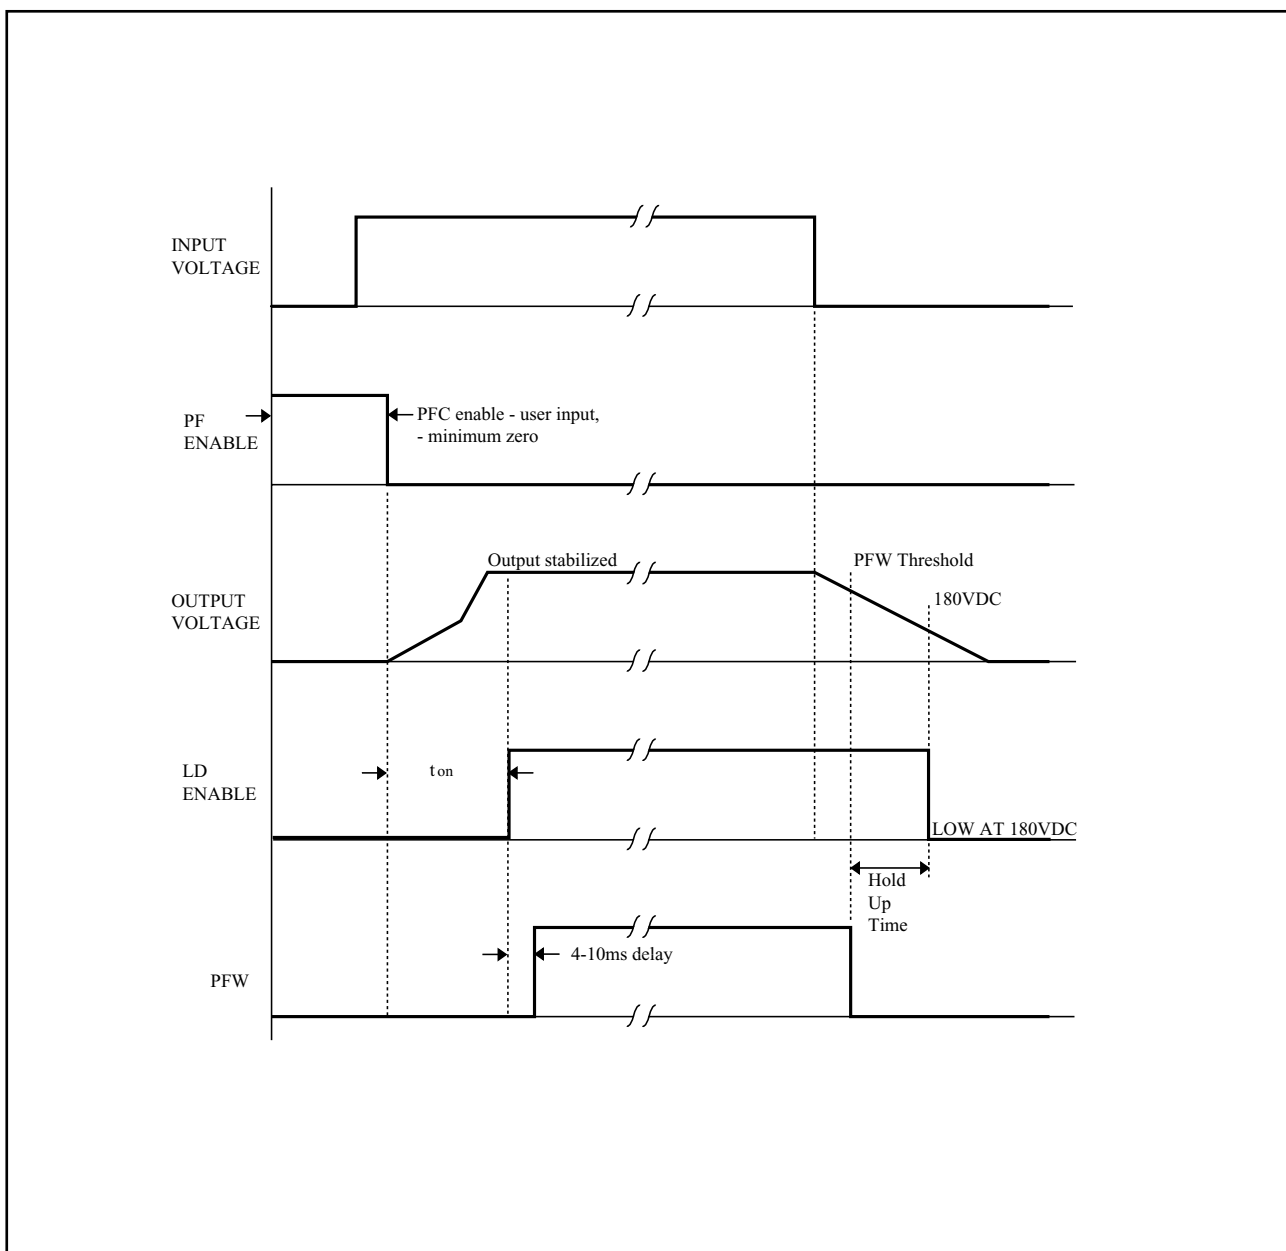 INPUT
VOLTAGE
PF
ENABLE
PFC enable - user input,
- minimum zero
Output stabilized
PFW Threshold
180VDC
OUTPUT
VOLTAGE
LD
ENABLE
t on
LOW AT 180VDC
Hold
Up
Time
4-10ms delay
PFW